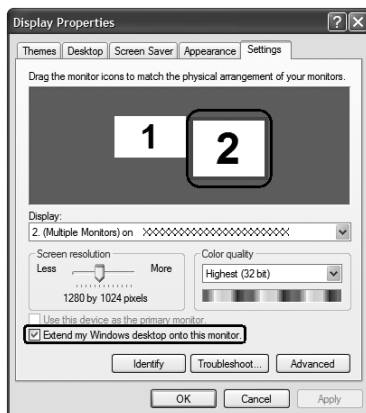 Display Properties
Themes Desktop Screen Saver Appearance Settings
Drag the monitor icons to match the physical arrangement of your monitors.
1 2
Display:
2. (Multiple Monitors) on XXXXXXXXXXXXXXXXXXXXXXXX
Screen resolution
Less More
1280 by 1024 pixels
Color quality
Highest (32 bit)
Use this device as the primary monitor.
Extend my Windows desktop onto this monitor.
Identify Troubleshoot... Advanced
OK Cancel Apply